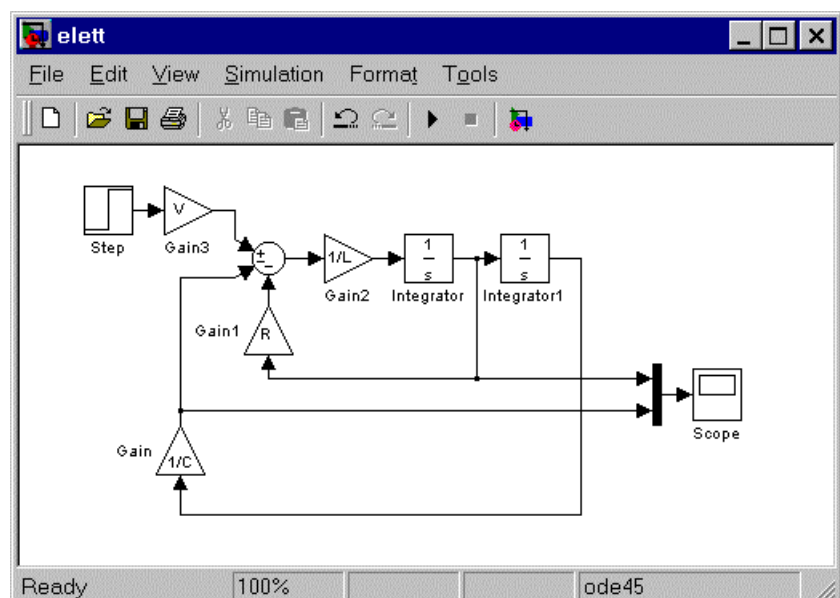 elett
File Edit View Simulation Format Tools
Step
V
Gain3
±
-
1/L
Gain2
1
s
Integrator
1
s
Integrator1
Gain1
R
Scope
Gain
1/C
Ready 100% ode45